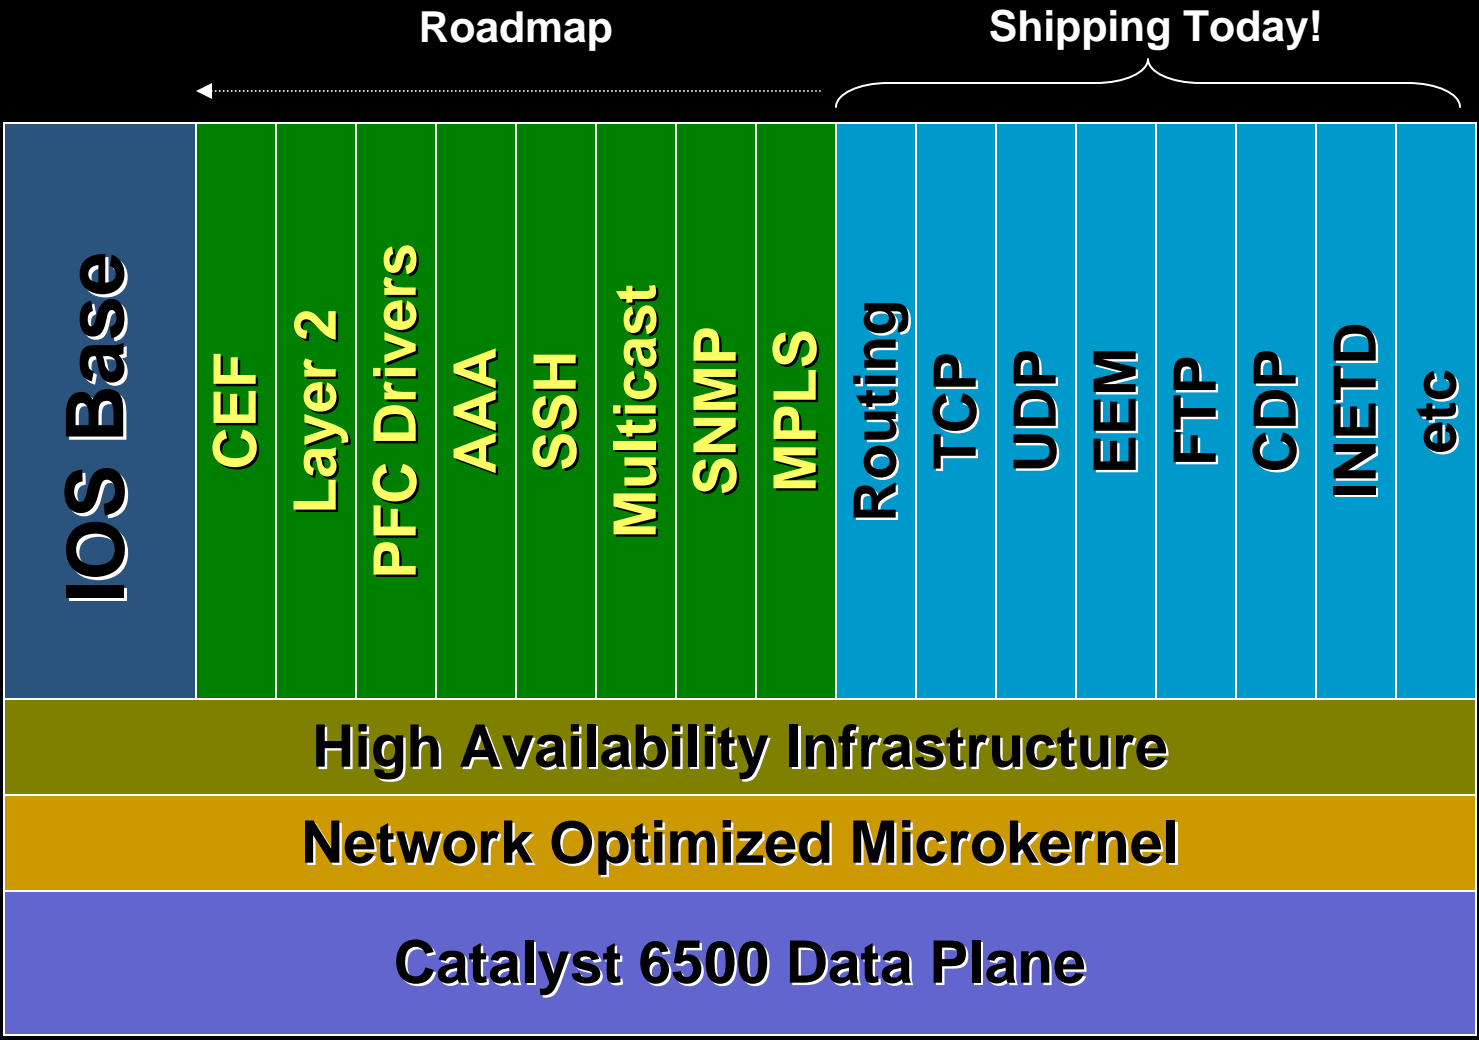 Roadmap
Shipping Today!
IOS Base
CEF
Layer 2
PFC Drivers
AAA
SSH
Multicast
SNMP
MPLS
Routing
TCP
UDP
EEM
FTP
CDP
INETD
etc
High Availability Infrastructure
Network Optimized Microkernel
Catalyst 6500 Data Plane